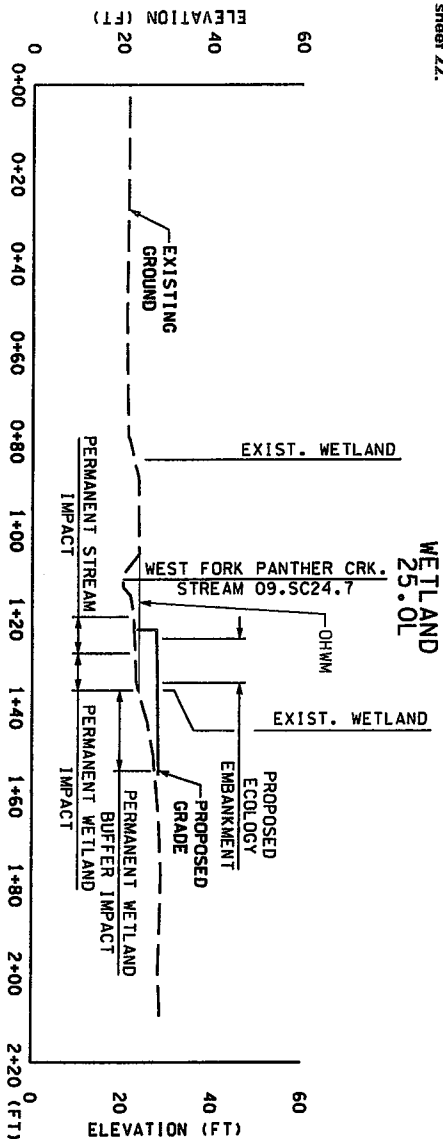 sheet 22.
ELEVATION (FT)
0 20 40 60
WETLAND
25.0L
EXIST. WETLAND
WEST FORK PANTHER CRK.
STREAM 09.SC24.7
OHWM
EXIST. WETLAND
EXISTING
GROUND
PROPOSED
ECOLOGY
EMBANKMENT
PROPOSED
GRADE
PERMANENT WETLAND
BUFFER IMPACT
PERMANENT STREAM
IMPACT
PERMANENT WETLAND
IMPACT
0+00 0+20 0+40 0+60 0+80 1+00 1+20 1+40 1+60 1+80 2+00 2+20 (FT)
0 20 40 60
ELEVATION (FT)